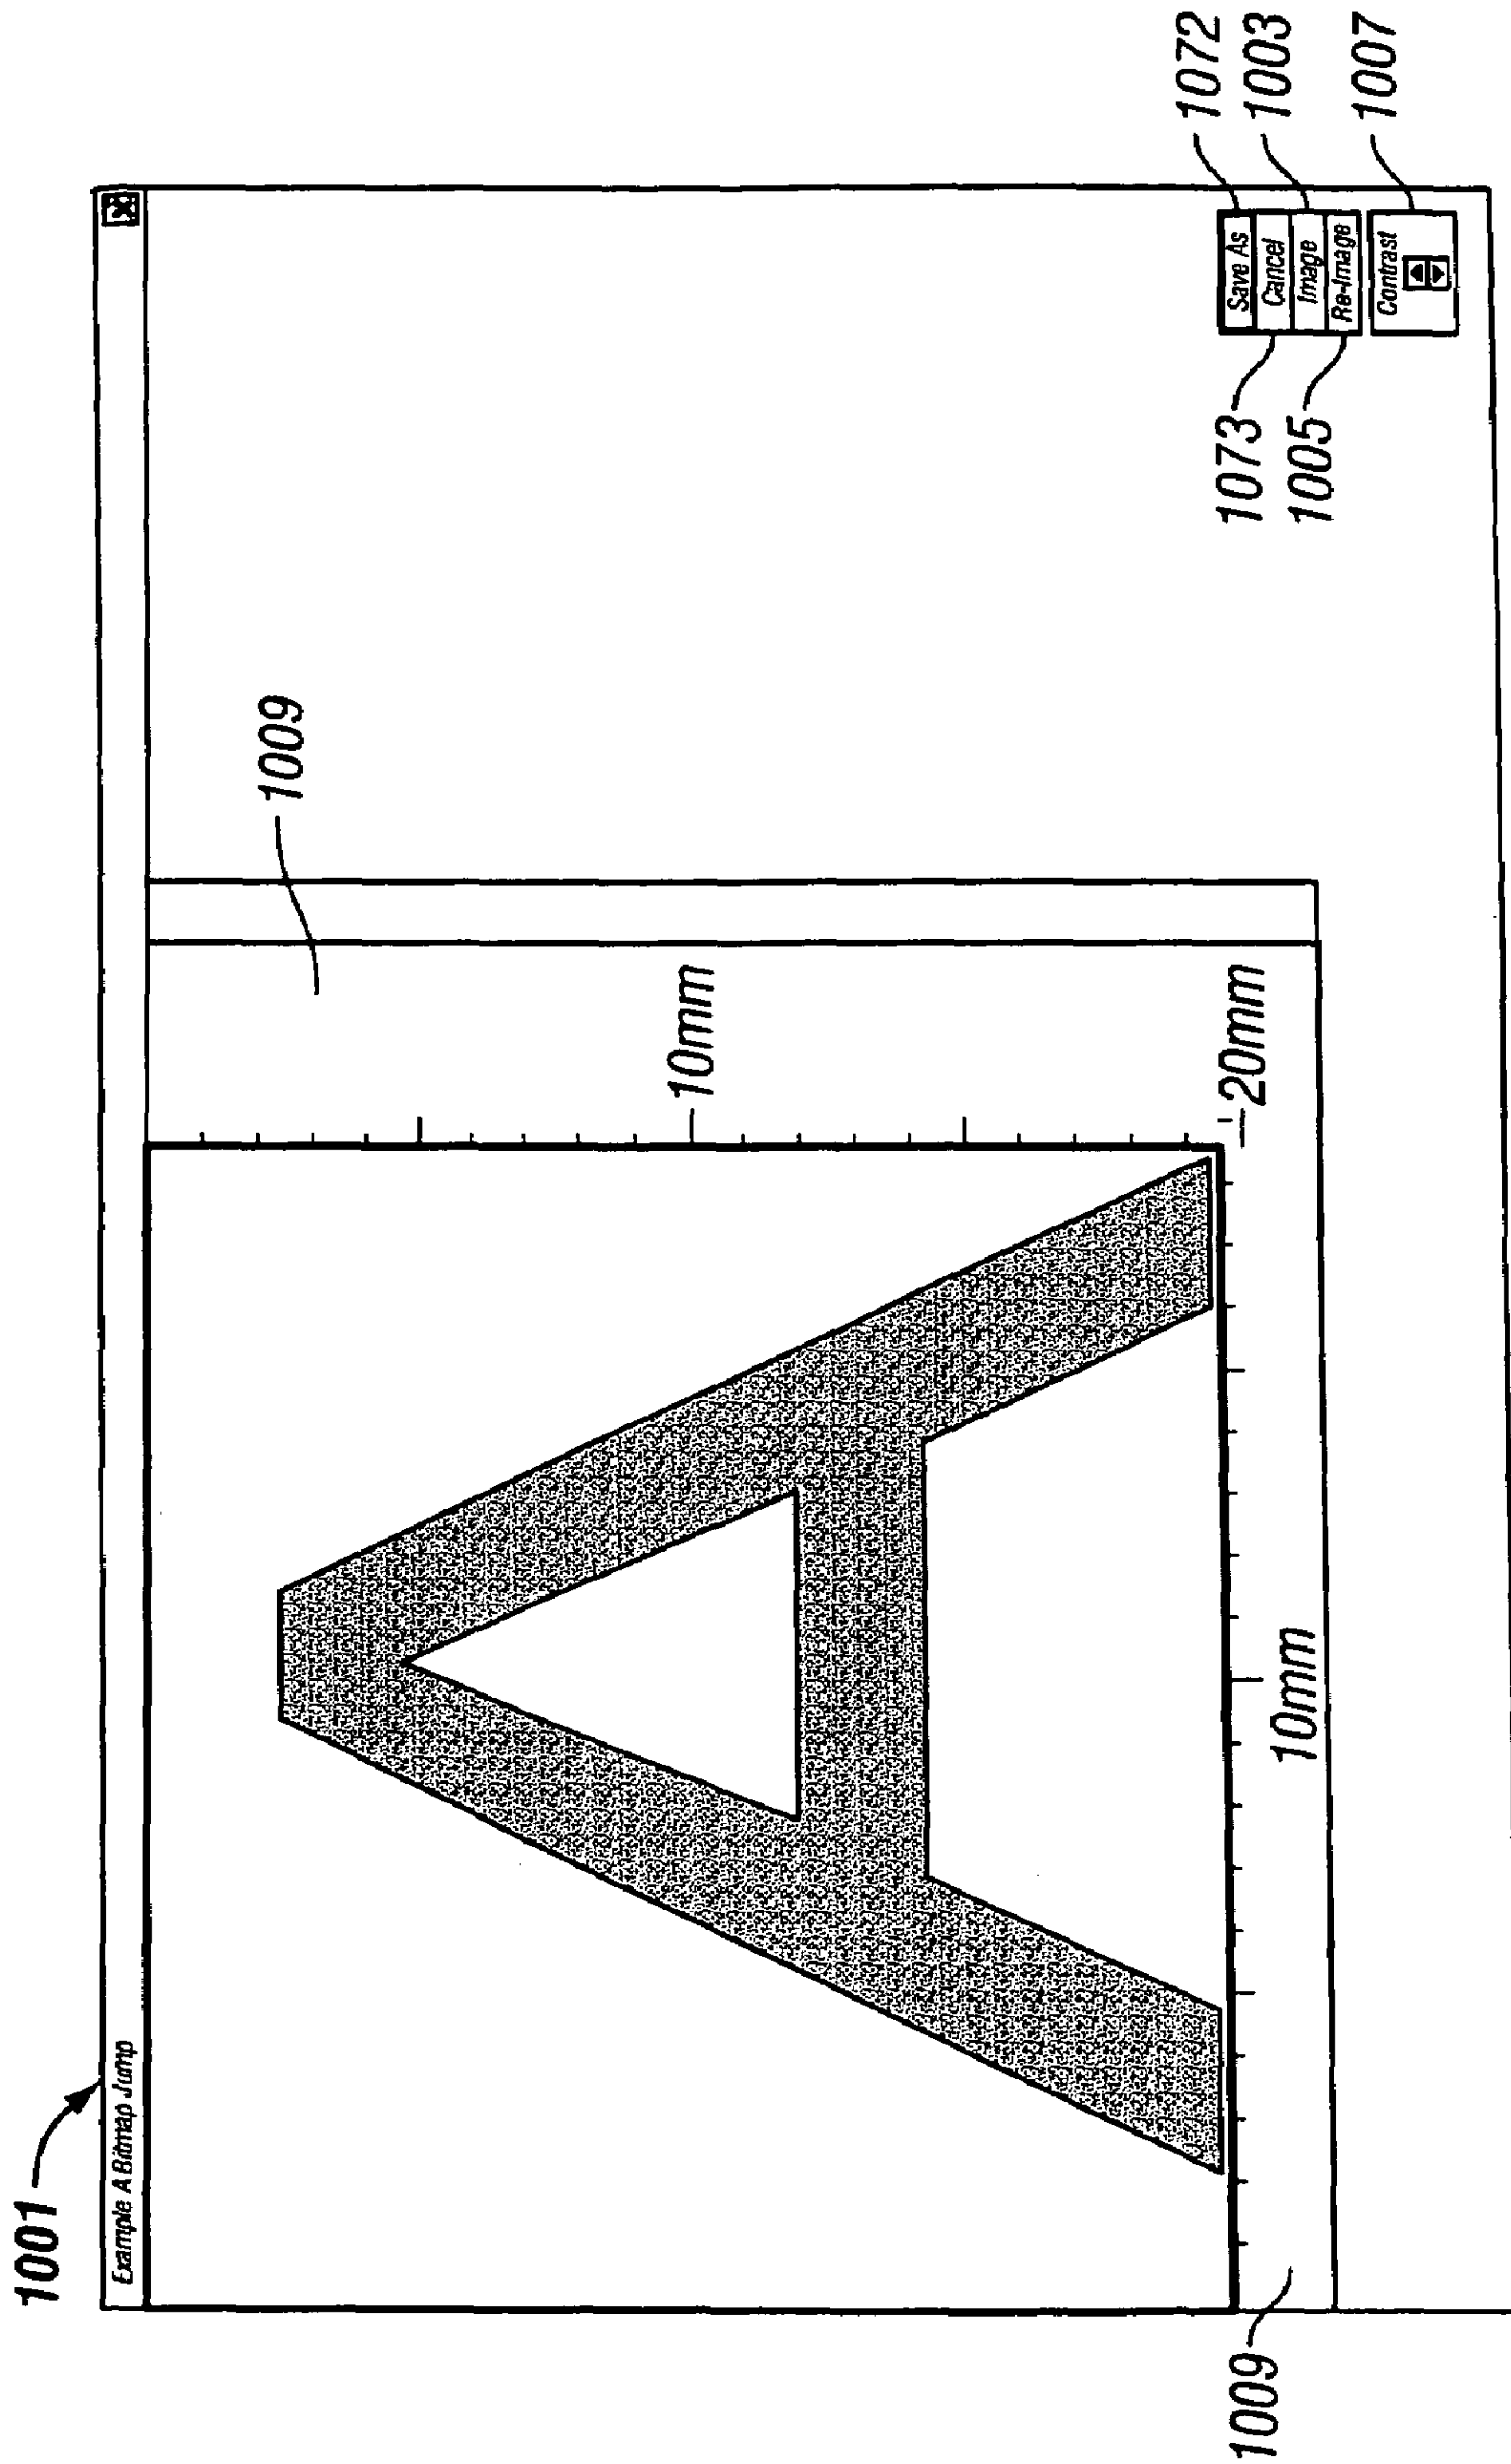 1001
Example A Bitmap Jump
1009
10mm
20mm
10mm
1009
Save As
Cancel
Image
Re-Image
Contrast
1072
1003
1073
1005
1007